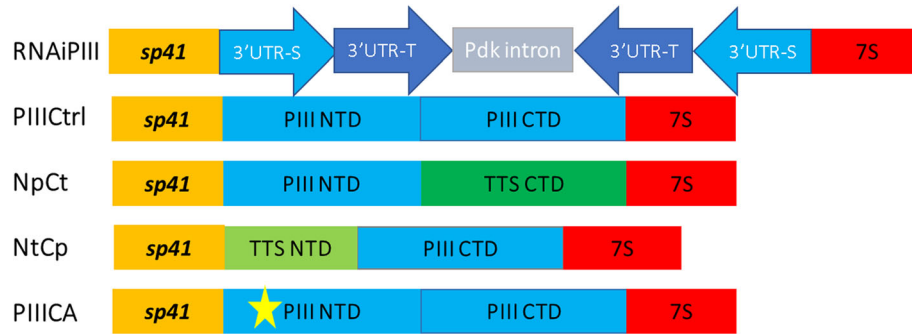 RNAiPIII sp41 3'UTR-S 3'UTR-T Pdk intron 3'UTR-T 3'UTR-S 7S
PIIICtrl sp41 PIII NTD PIII CTD 7S
NpCt sp41 PIII NTD TTS CTD 7S
NtCp sp41 TTS NTD PIII CTD 7S
PIIICA sp41 PIII NTD PIII CTD 7S